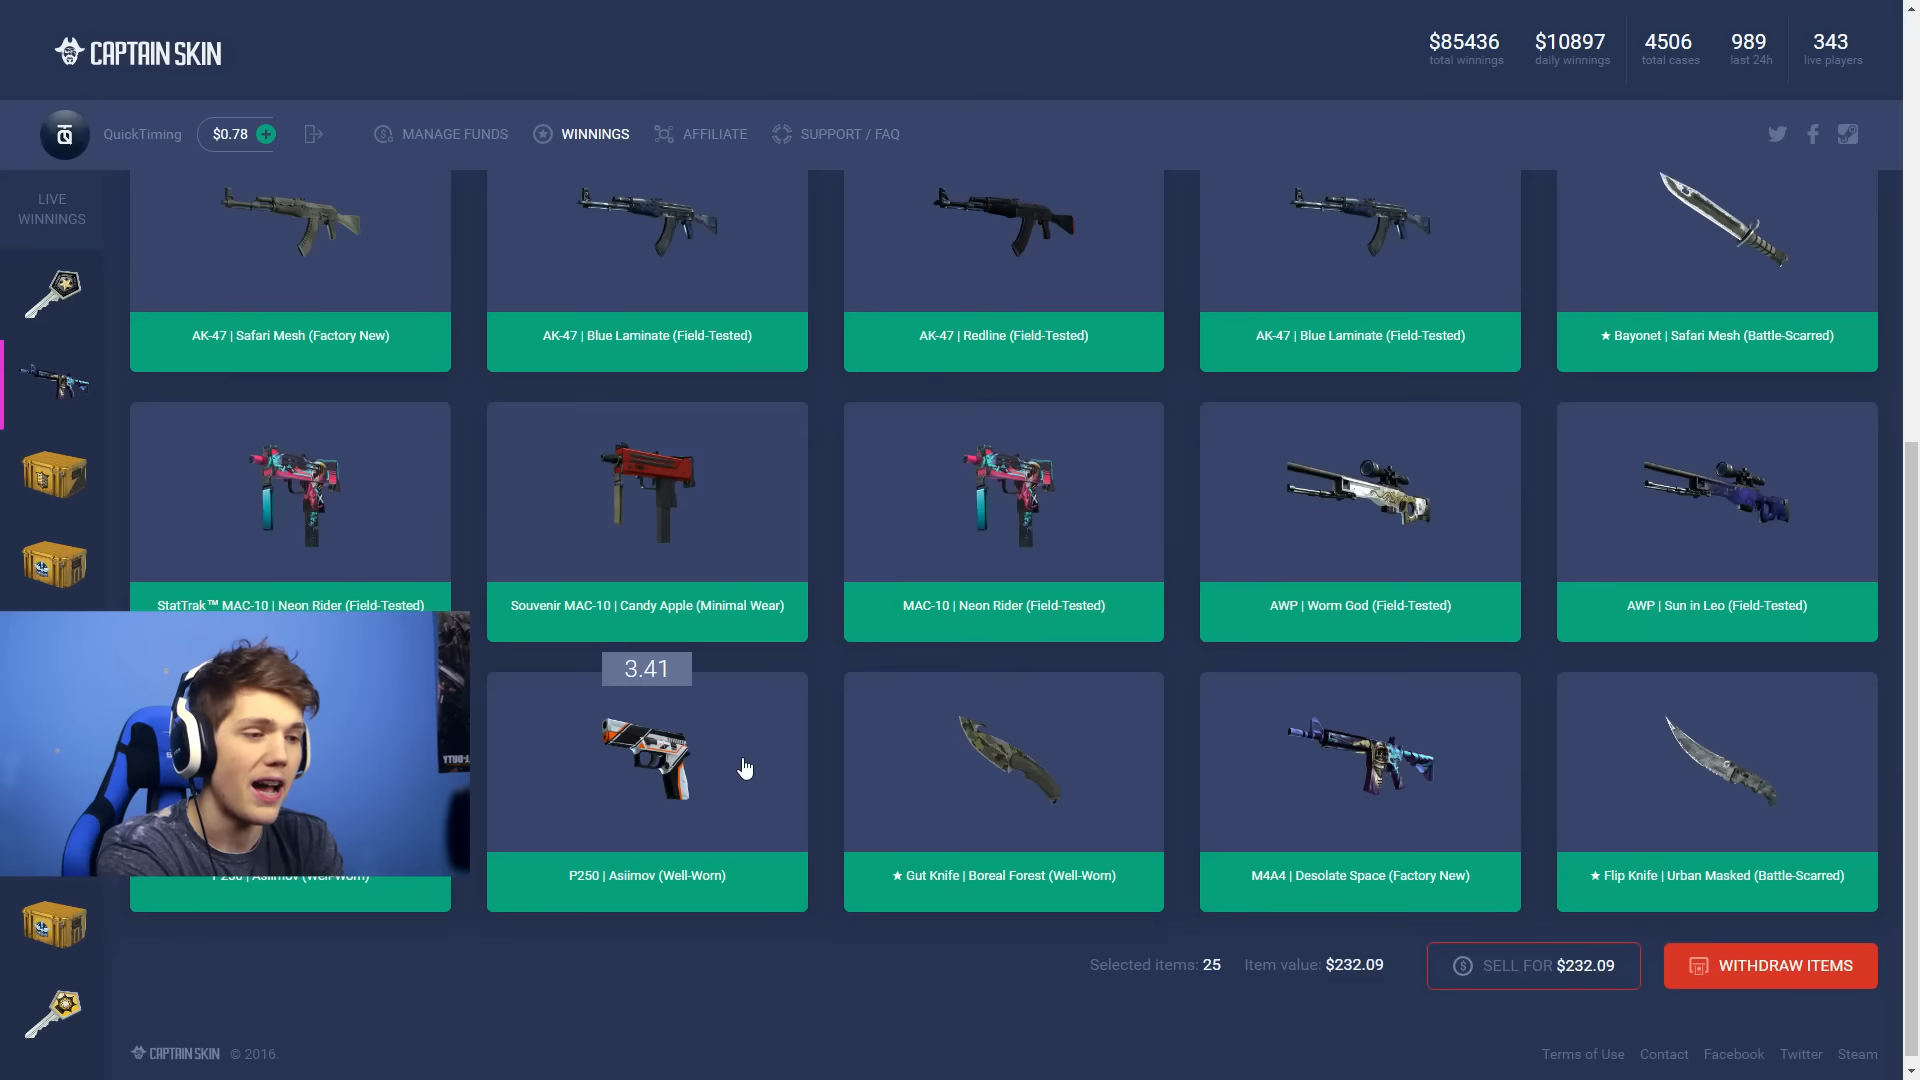 CAPTAIN SKIN
$85436
total winnings
$10897
daily winnings
4506
total cases
989
last 24h
343
live players
QuickTiming
$0.78
MANAGE FUNDS
WINNINGS
AFFILIATE
SUPPORT / FAQ
LIVE
WINNINGS
AK-47 | Safari Mesh (Factory New)
AK-47 | Blue Laminate (Field-Tested)
AK-47 | Redline (Field-Tested)
AK-47 | Blue Laminate (Field-Tested)
★ Bayonet | Safari Mesh (Battle-Scarred)
StatTrak™ MAC-10 | Neon Rider (Field-Tested)
Souvenir MAC-10 | Candy Apple (Minimal Wear)
MAC-10 | Neon Rider (Field-Tested)
AWP | Worm God (Field-Tested)
AWP | Sun in Leo (Field-Tested)
3.41
P250 | Asiimov (Well-Worn)
P250 | Asiimov (Well-Worn)
★ Gut Knife | Boreal Forest (Well-Worn)
M4A4 | Desolate Space (Factory New)
★ Flip Knife | Urban Masked (Battle-Scarred)
Selected items: 25
Item value: $232.09
SELL FOR $232.09
WITHDRAW ITEMS
CAPTAIN SKIN © 2016.
Terms of Use
Contact
Facebook
Twitter
Steam